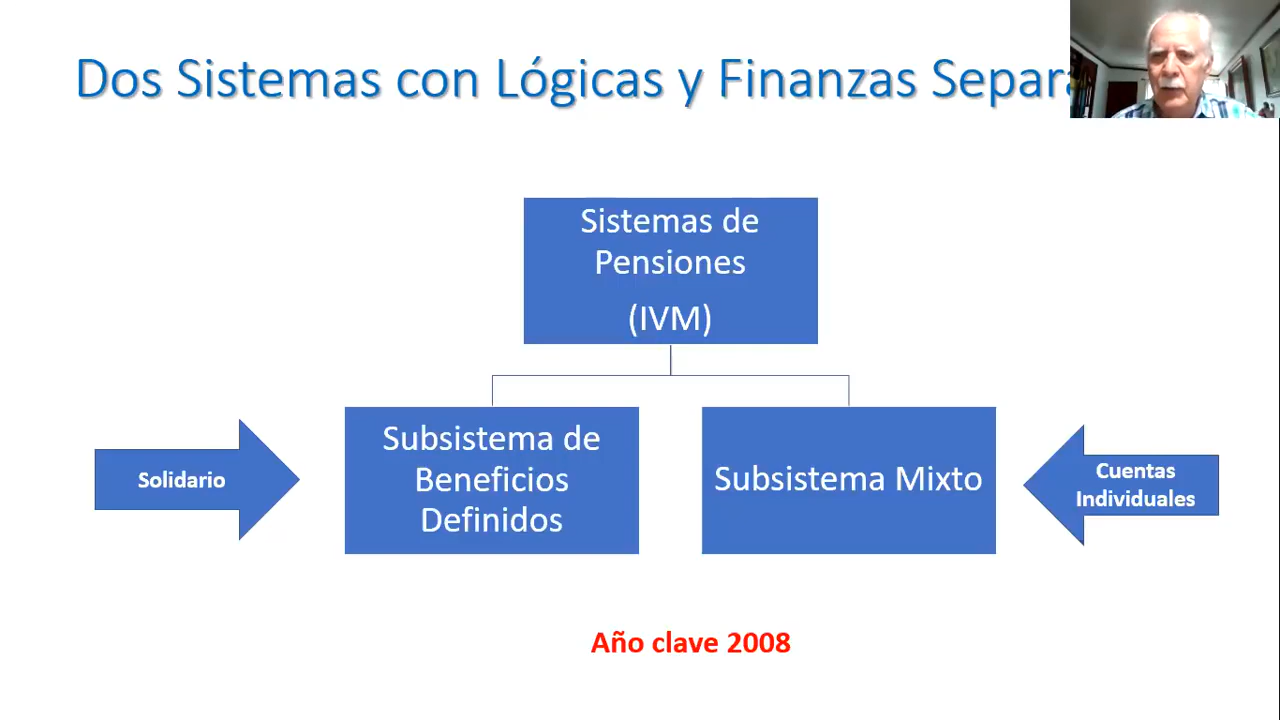 Dos Sistemas con Lógicas y Finanzas
Sistemas de
Pensiones
(IVM)
Subsistema de
Beneficios
Definidos
Subsistema Mixto
Solidario
Cuentas
Individuales
Año clave 2008